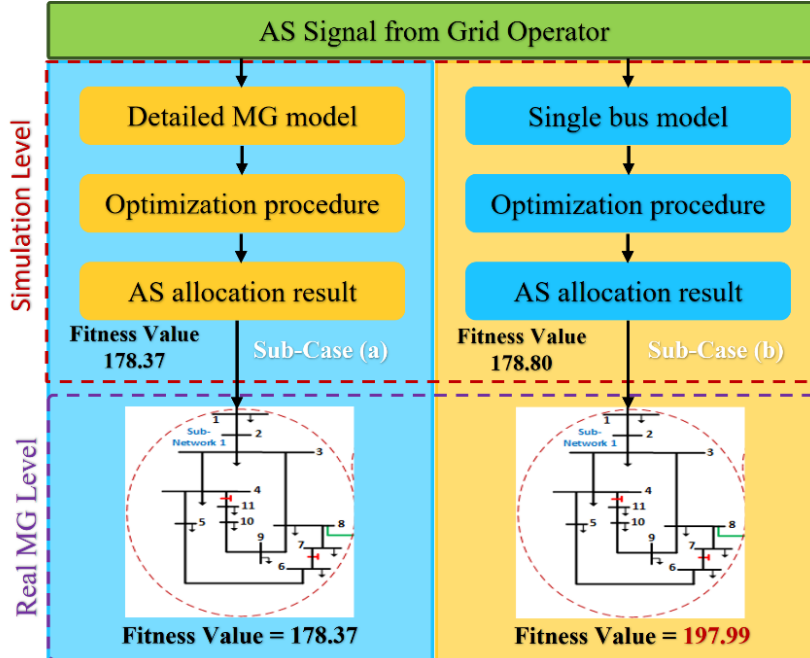 AS Signal from Grid Operator
Simulation Level
Detailed MG model
Optimization procedure
AS allocation result
Fitness Value
178.37
Sub-Case (a)
Single bus model
Optimization procedure
AS allocation result
Fitness Value
178.80
Sub-Case (b)
Real MG Level
1
Sub-
Network 1
2
3
4
11
5
10
8
9
7
6
Fitness Value = 178.37
1
Sub-
Network 1
2
3
4
11
5
10
8
9
7
6
Fitness Value = 197.99